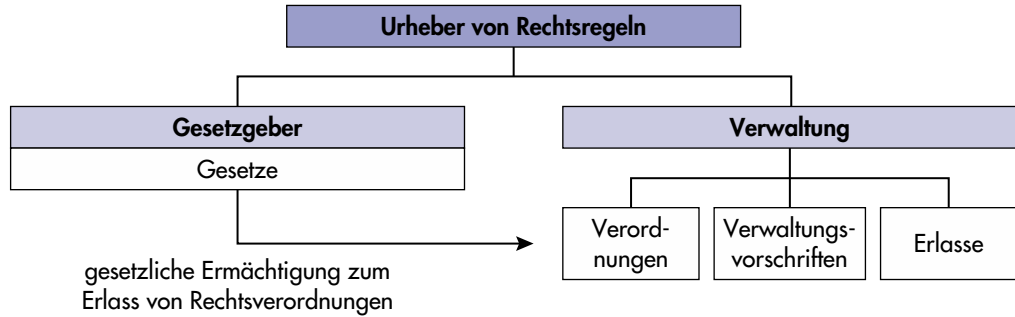 Urheber von Rechtsregeln
Gesetzgeber
Gesetze
gesetzliche Ermächtigung zum
Erlass von Rechtsverordnungen
Verwaltung
Verord-
nungen
Verwaltungs-
vorschriften
Erlasse